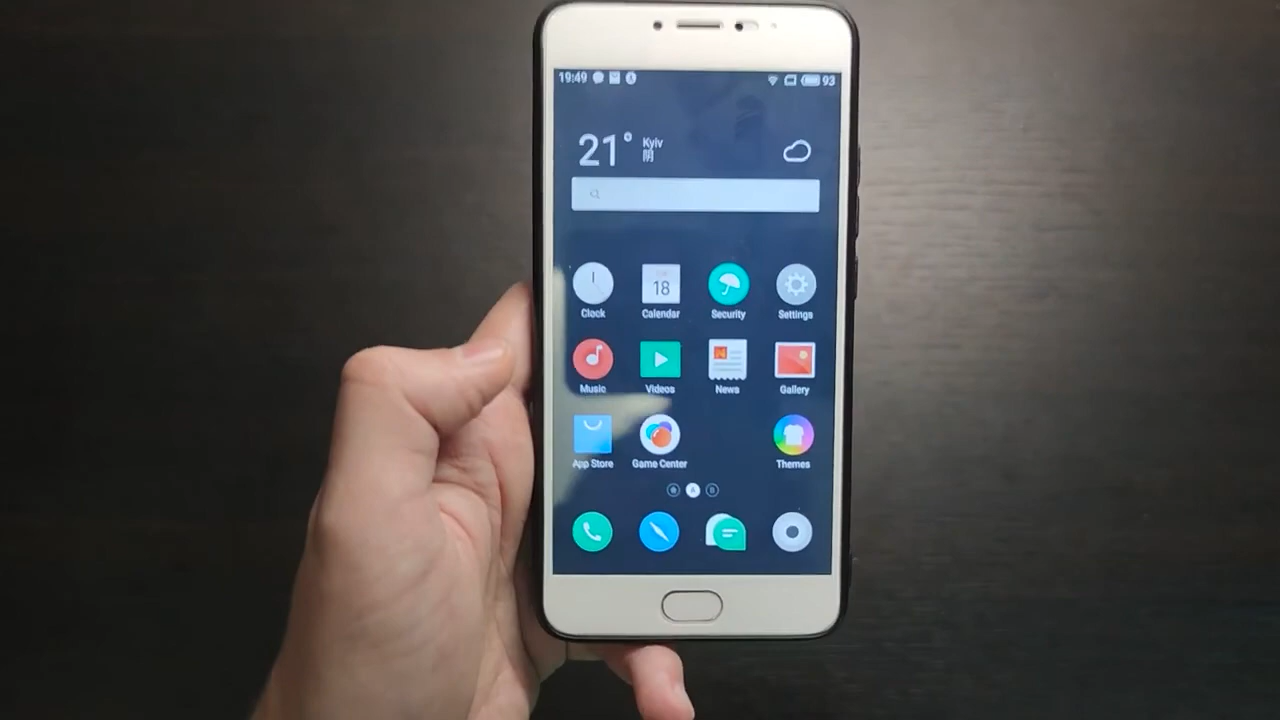 19:49 93
21° Kyiv
阴
18
Clock Calendar Security Settings
Music Videos News Gallery
App Store Game Center Themes
A B